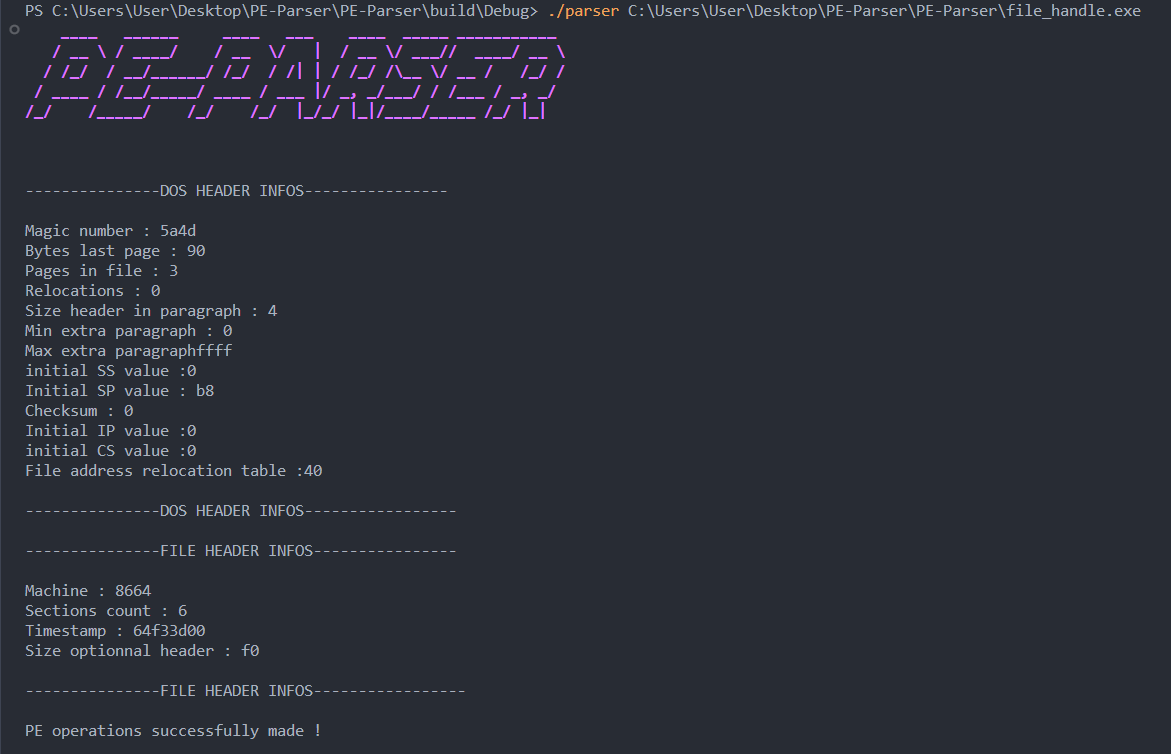 PS C:\Users\User\Desktop\PE-Parser\build\Debug> ./parser C:\Users\User\Desktop\PE-Parser\PE-Parser\file_handle.exe
PE-PARSER
---------------DOS HEADER INFOS----------------
Magic number : 5a4d
Bytes last page : 90
Pages in file : 3
Relocations : 0
Size header in paragraph : 4
Min extra paragraph : 0
Max extra paragraphffff
initial SS value :0
Initial SP value : b8
Checksum : 0
Initial IP value :0
initial CS value :0
File address relocation table :40
---------------DOS HEADER INFOS-----------------
---------------FILE HEADER INFOS----------------
Machine : 8664
Sections count : 6
Timestamp : 64f33d00
Size optionnal header : f0
---------------FILE HEADER INFOS-----------------
PE operations successfully made !